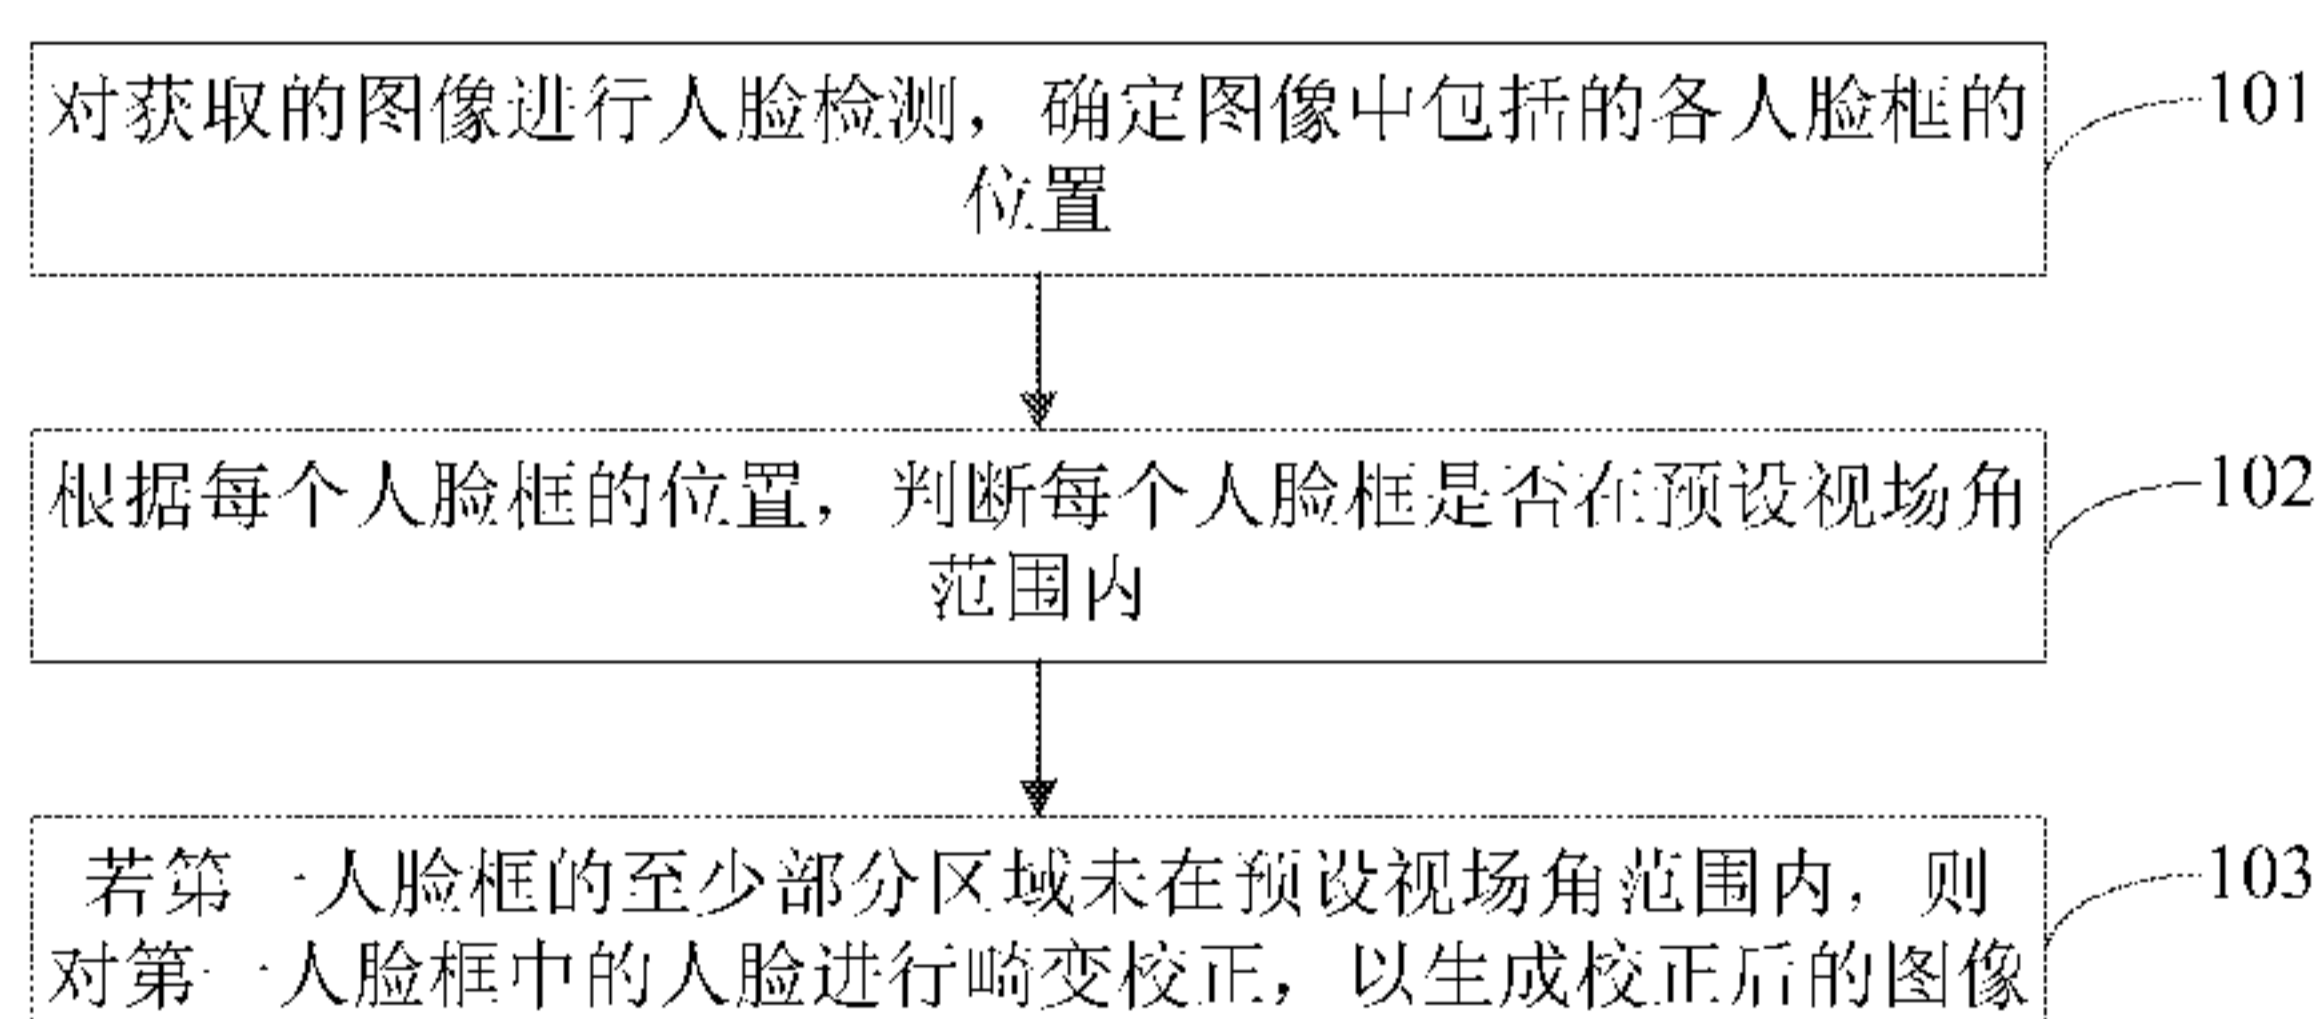 对获取的图像进行人脸检测，确定图像中包括的各人脸框的
位置
101
根据每个人脸框的位置，判断每个人脸框是否在预设视场角
范围内
102
若第一人脸框的至少部分区域未在预设视场角范围内，则
对第一人脸框中的人脸进行畸变校正，以生成校正后的图像
103